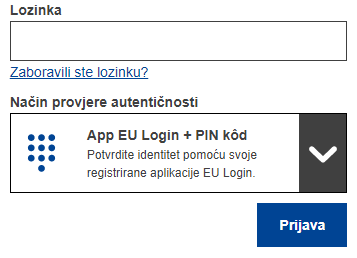 Lozinka
Zaboravili ste lozinku?
Način provjere autentičnosti
App EU Login + PIN kôd
Potvrdite identitet pomoću svoje
registrirane aplikacije EU Login.
Prijava